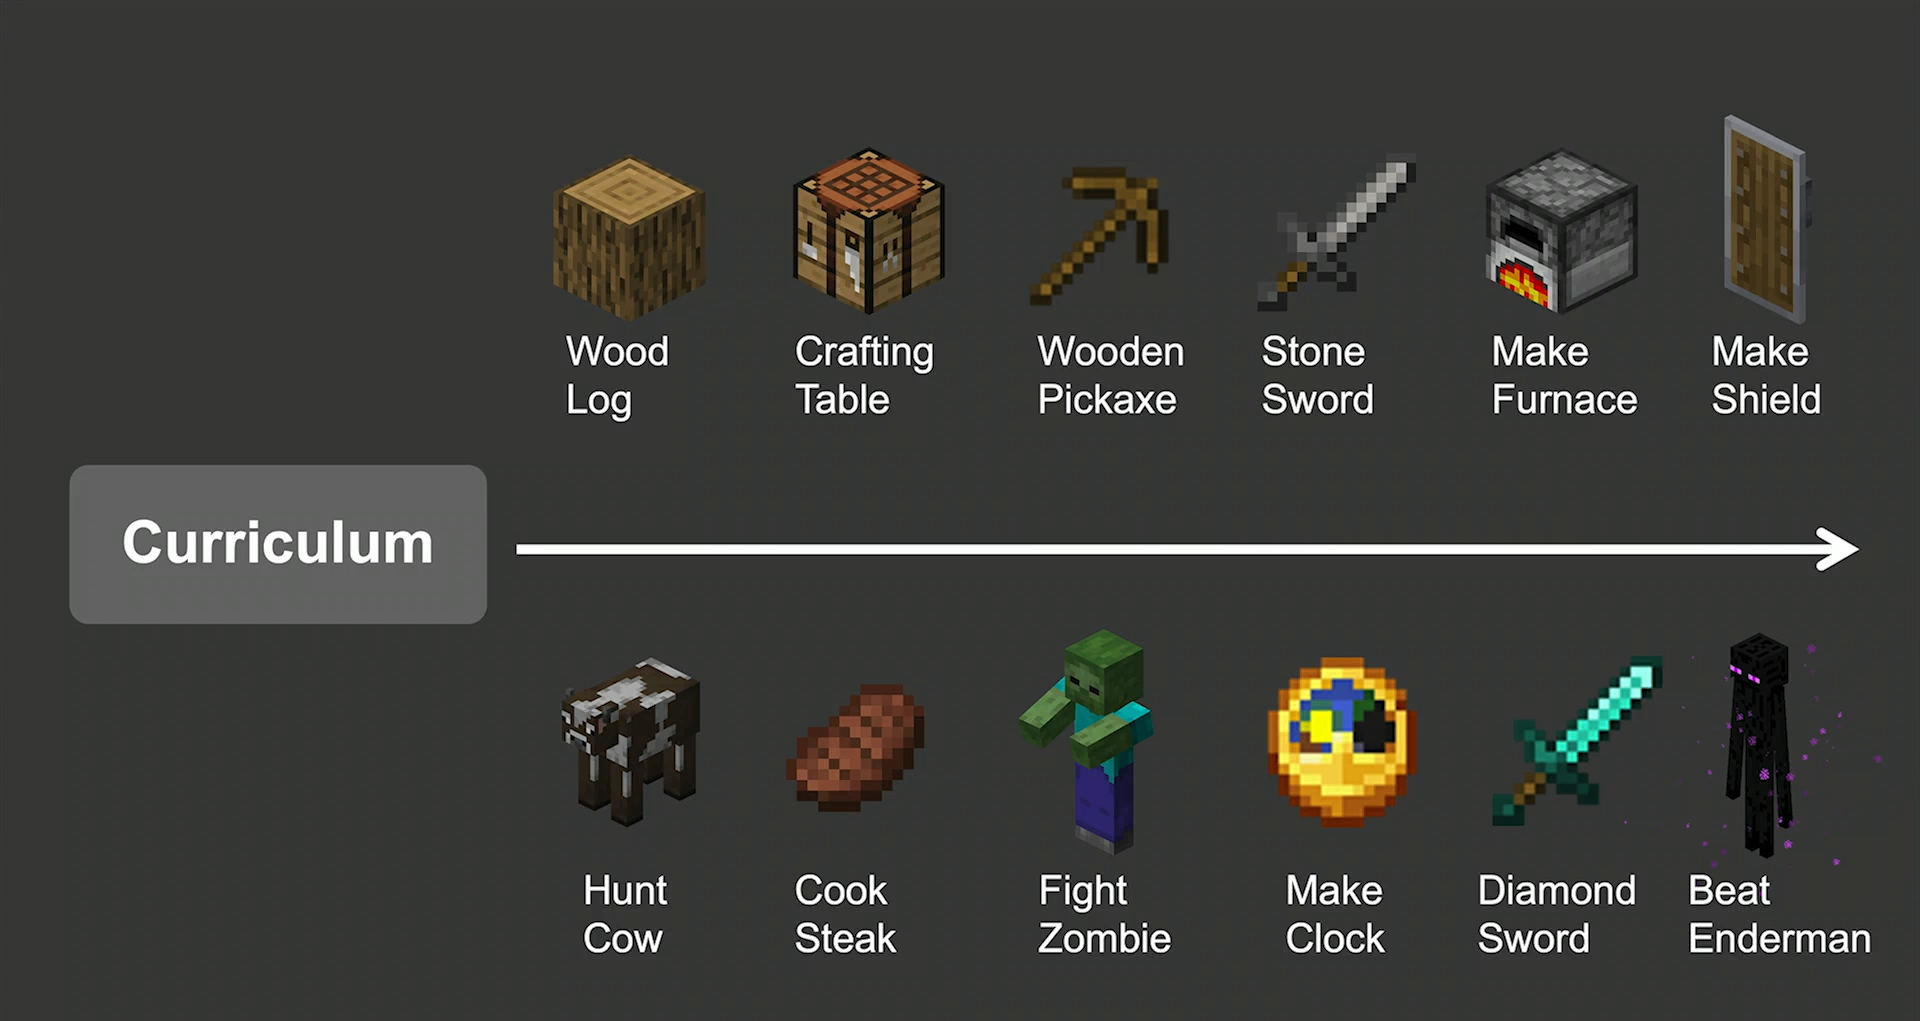 Wood
Log
Crafting
Table
Wooden
Pickaxe
Stone
Sword
Make
Furnace
Make
Shield
Curriculum
Hunt
Cow
Cook
Steak
Fight
Zombie
Make
Clock
Diamond
Sword
Beat
Enderman